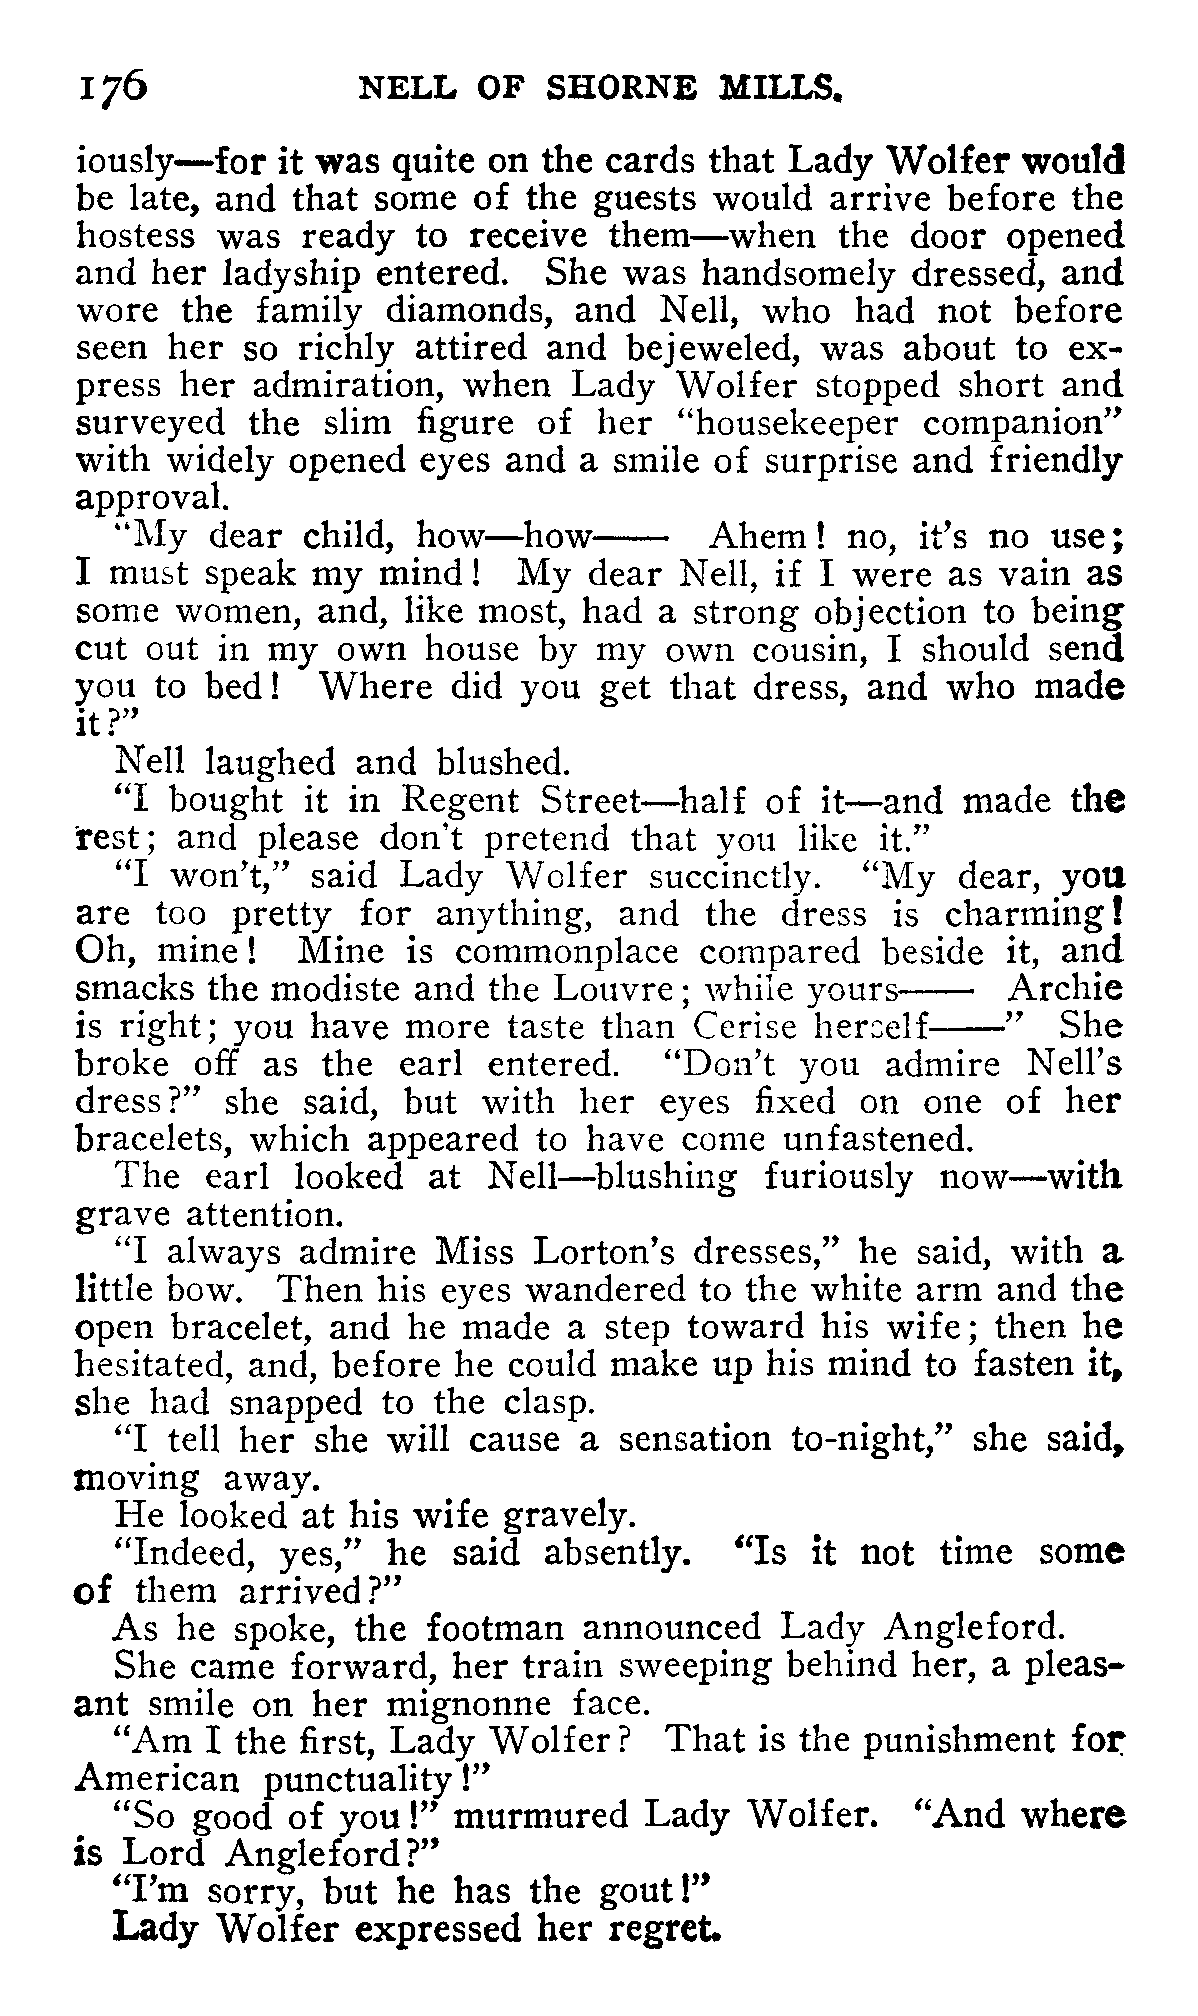 176 NELL OF SHORNE MILLS.
iously—for it was quite on the cards that Lady Wolfer would
be late, and that some of the guests would arrive before the
hostess was ready to receive them—when the door opened
and her ladyship entered. She was handsomely dressed, and
wore the family diamonds, and Nell, who had not before
seen her so richly attired and bejeweled, was about to ex-
press her admiration, when Lady Wolfer stopped short and
surveyed the slim figure of her "housekeeper companion"
with widely opened eyes and a smile of surprise and friendly
approval.
"My dear child, how—how—— Ahem! no, it's no use;
I must speak my mind! My dear Nell, if I were as vain as
some women, and, like most, had a strong objection to being
cut out in my own house by my own cousin, I should send
you to bed! Where did you get that dress, and who made
it?"
Nell laughed and blushed.
"I bought it in Regent Street—half of it—and made the
rest; and please don't pretend that you like it."
"I won't," said Lady Wolfer succinctly. "My dear, you
are too pretty for anything, and the dress is charming!
Oh, mine! Mine is commonplace compared beside it, and
smacks the modiste and the Louvre; while yours—— Archie
is right; you have more taste than Cerise herself——" She
broke off as the earl entered. "Don't you admire Nell's
dress?" she said, but with her eyes fixed on one of her
bracelets, which appeared to have come unfastened.
The earl looked at Nell—blushing furiously now—with
grave attention.
"I always admire Miss Lorton's dresses," he said, with a
little bow. Then his eyes wandered to the white arm and the
open bracelet, and he made a step toward his wife; then he
hesitated, and, before he could make up his mind to fasten it,
she had snapped to the clasp.
"I tell her she will cause a sensation to-night," she said,
moving away.
He looked at his wife gravely.
"Indeed, yes," he said absently. "Is it not time some
of them arrived?"
As he spoke, the footman announced Lady Angleford.
She came forward, her train sweeping behind her, a pleas-
ant smile on her mignonne face.
"Am I the first, Lady Wolfer? That is the punishment for
American punctuality!"
"So good of you!" murmured Lady Wolfer. "And where
is Lord Angleford?"
"I'm sorry, but he has the gout!"
Lady Wolfer expressed her regret.